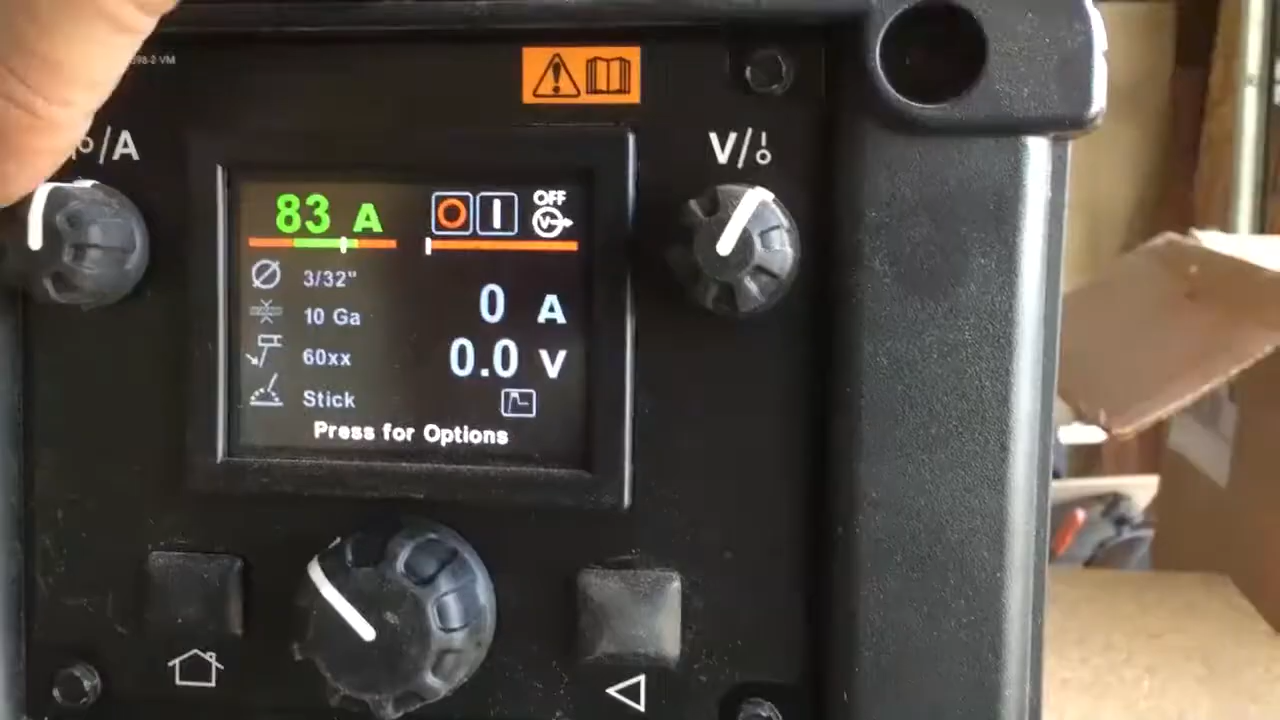 /A
V/
83 A
OFF
V
3/32"
0 A
10 Ga
0.0 V
60xx
Stick
Press for Options